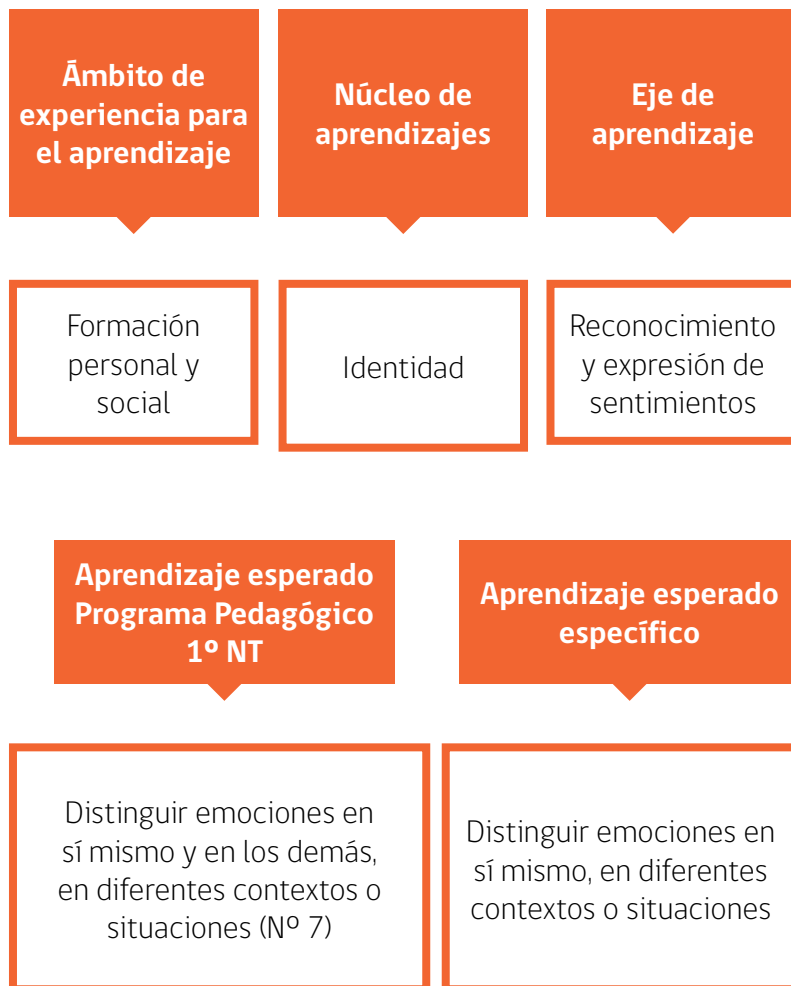 Ámbito de
experiencia para
el aprendizaje
Núcleo de
aprendizajes
Eje de
aprendizaje
Formación
personal y
social
Identidad
Reconocimiento
y expresión de
sentimientos
Aprendizaje esperado
Programa Pedagógico
1º NT
Aprendizaje esperado
específico
Distinguir emociones en
sí mismo y en los demás,
en diferentes contextos o
situaciones (Nº 7)
Distinguir emociones en
sí mismo, en diferentes
contextos o situaciones